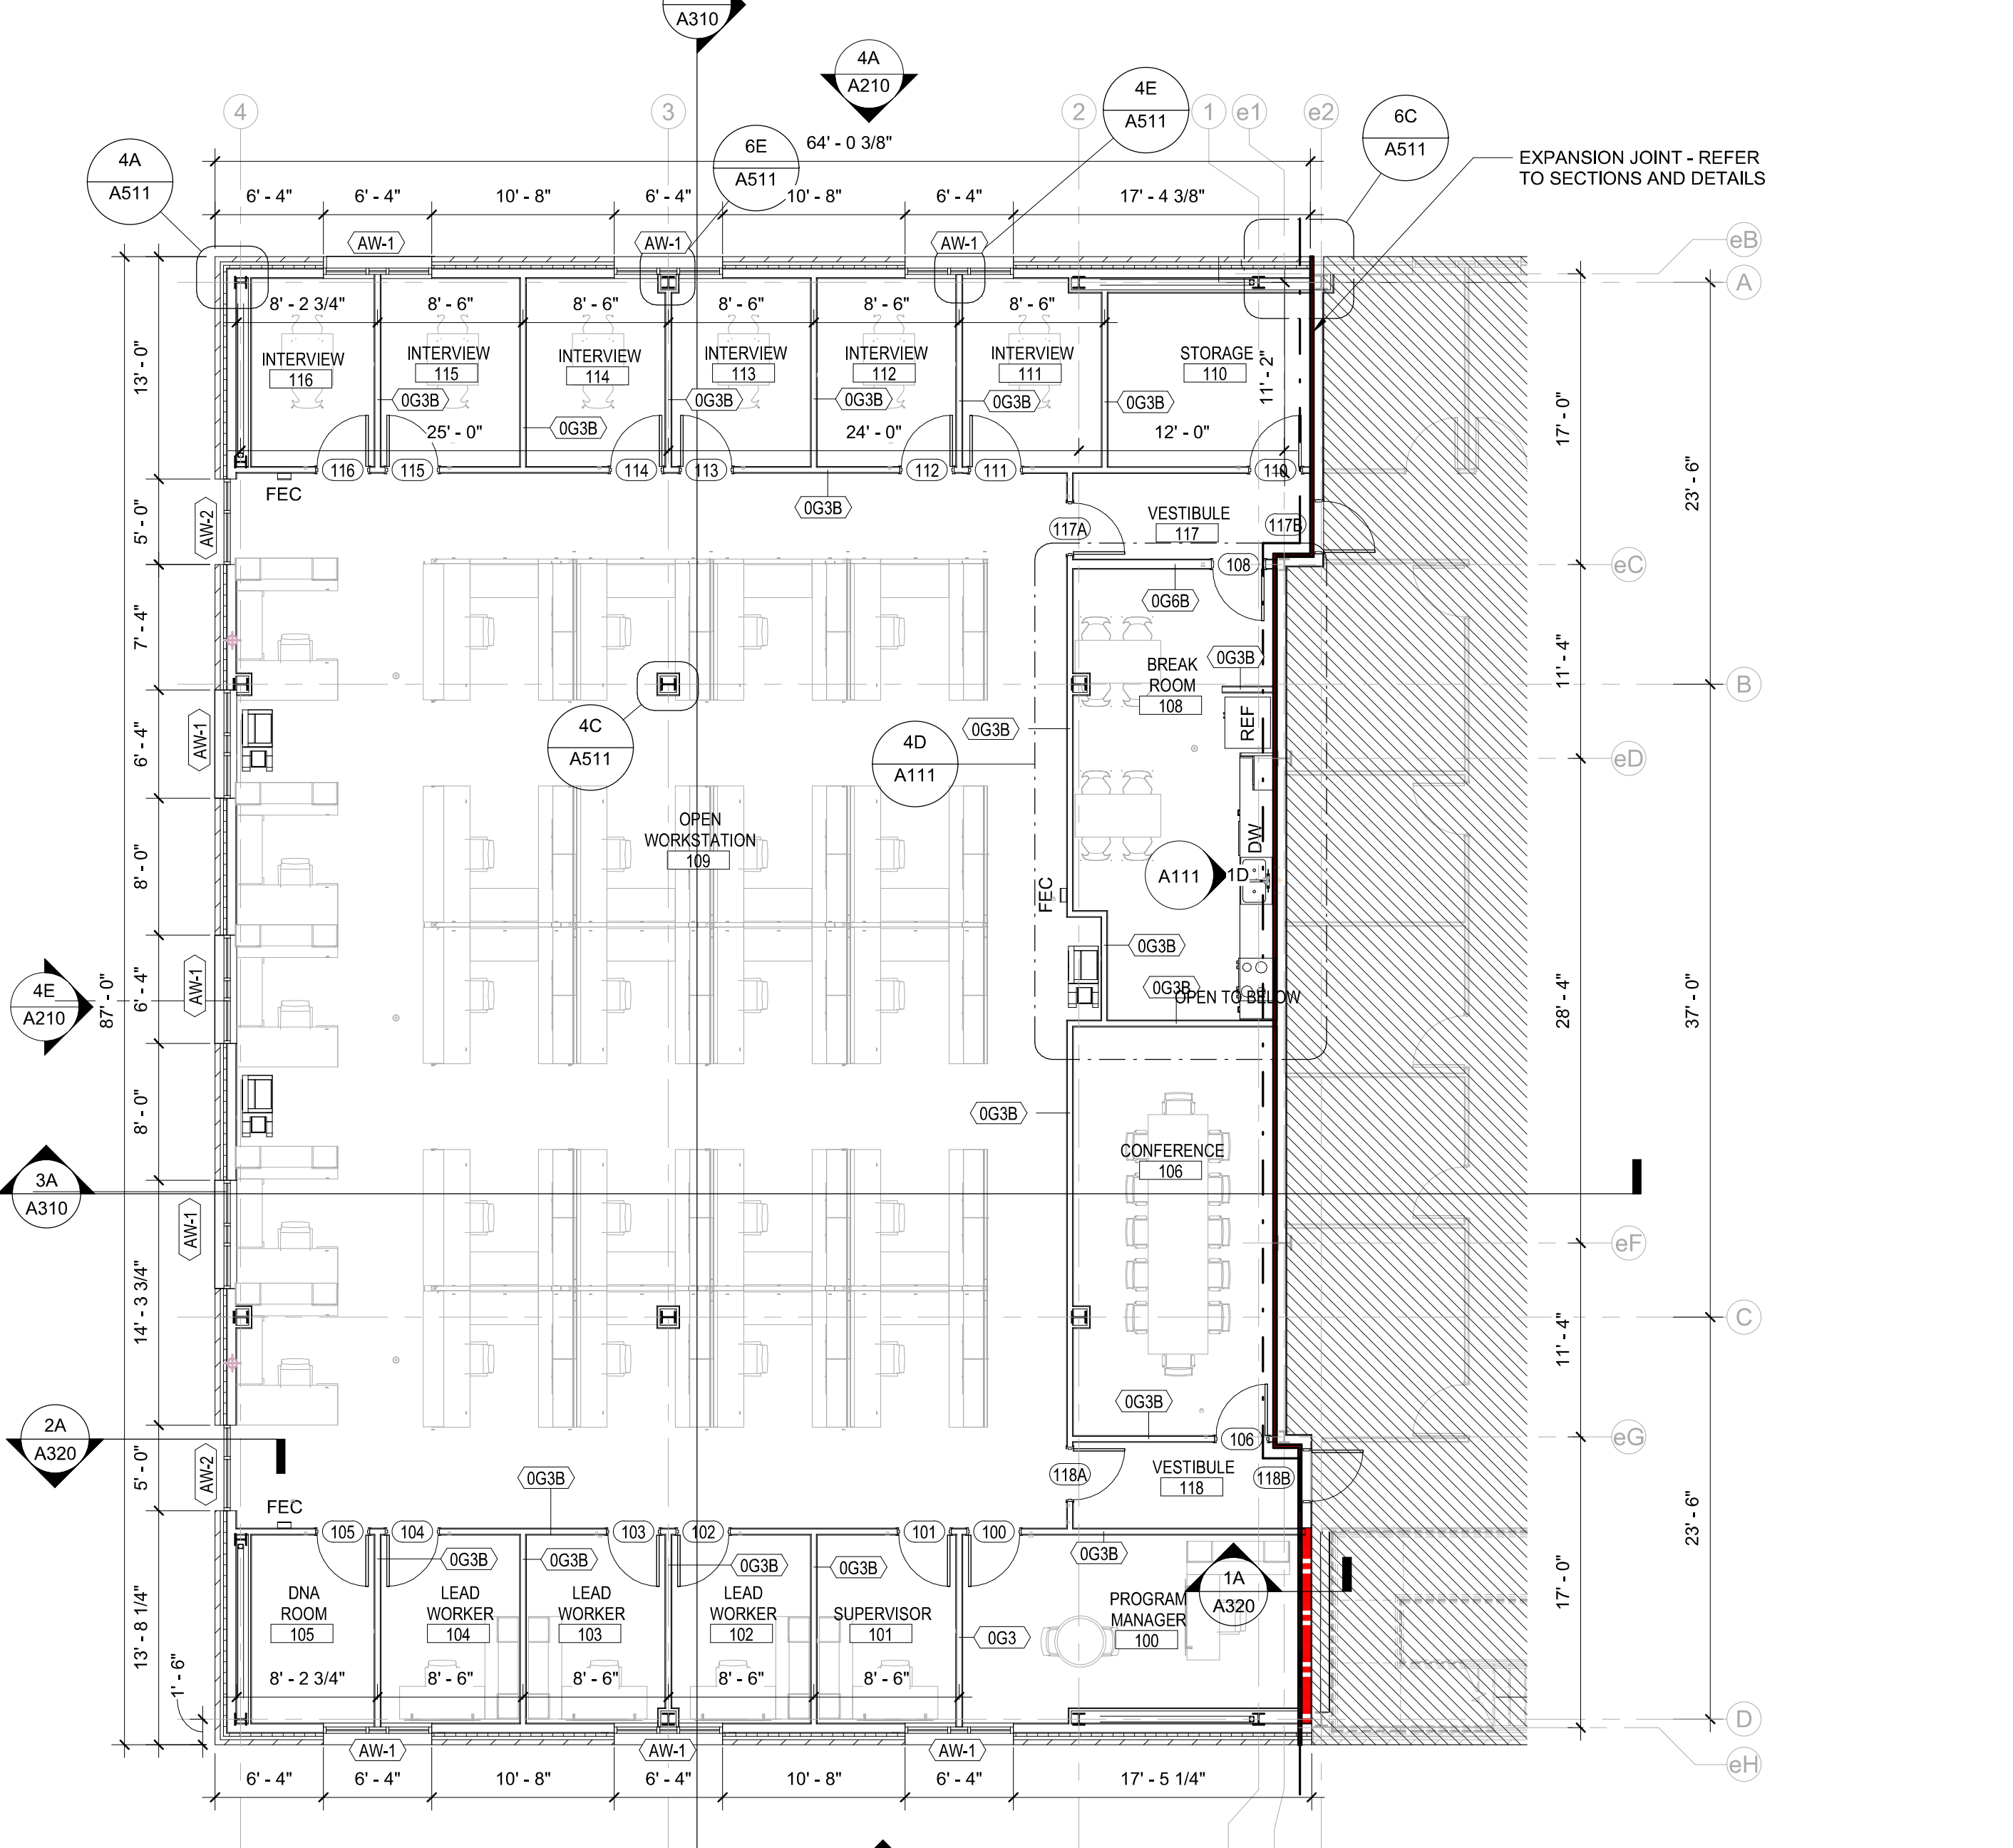 A310
4A
A210
4E
A511
6C
A511
4
3
2
1
e1
e2
64' - 0 3/8"
6E
A511
4A
A511
EXPANSION JOINT - REFER
TO SECTIONS AND DETAILS
6' - 4"
6' - 4"
10' - 8"
6' - 4"
10' - 8"
6' - 4"
17' - 4 3/8"
AW-1
AW-1
AW-1
eB
A
8' - 2 3/4"
8' - 6"
8' - 6"
8' - 6"
8' - 6"
8' - 6"
INTERVIEW
116
INTERVIEW
115
INTERVIEW
114
INTERVIEW
113
INTERVIEW
112
INTERVIEW
111
STORAGE
110
11' - 2"
13' - 0"
17' - 0"
0G3B
0G3B
0G3B
0G3B
0G3B
0G3B
25' - 0"
24' - 0"
12' - 0"
116
115
114
113
112
111
110
FEC
0G3B
23' - 6"
5' - 0"
AW-2
117A
VESTIBULE
117
117B
108
eC
0G6B
7' - 4"
11' - 4"
BREAK
ROOM
108
0G3B
B
6' - 4"
AW-1
4C
A511
0G3B
4D
A111
REF
eD
OPEN
WORKSTATION
109
8' - 0"
DW
A111
1D
FEC
0G3B
0G3B
OPEN TO BELOW
4E
A210
87' - 0"
6' - 4"
AW-1
28' - 4"
37' - 0"
8' - 0"
0G3B
CONFERENCE
106
3A
A310
AW-1
eF
14' - 3 3/4"
C
11' - 4"
0G3B
106
eG
2A
A320
5' - 0"
AW-2
0G3B
118A
VESTIBULE
118
118B
FEC
23' - 6"
105
104
103
102
101
100
0G3B
0G3B
0G3B
0G3B
0G3B
1A
A320
17' - 0"
DNA
ROOM
105
LEAD
WORKER
104
LEAD
WORKER
103
LEAD
WORKER
102
SUPERVISOR
101
0G3
PROGRAM
MANAGER
100
13' - 8 1/4"
1' - 6"
8' - 2 3/4"
8' - 6"
8' - 6"
8' - 6"
8' - 6"
D
AW-1
AW-1
AW-1
eH
6' - 4"
6' - 4"
10' - 8"
6' - 4"
10' - 8"
6' - 4"
17' - 5 1/4"